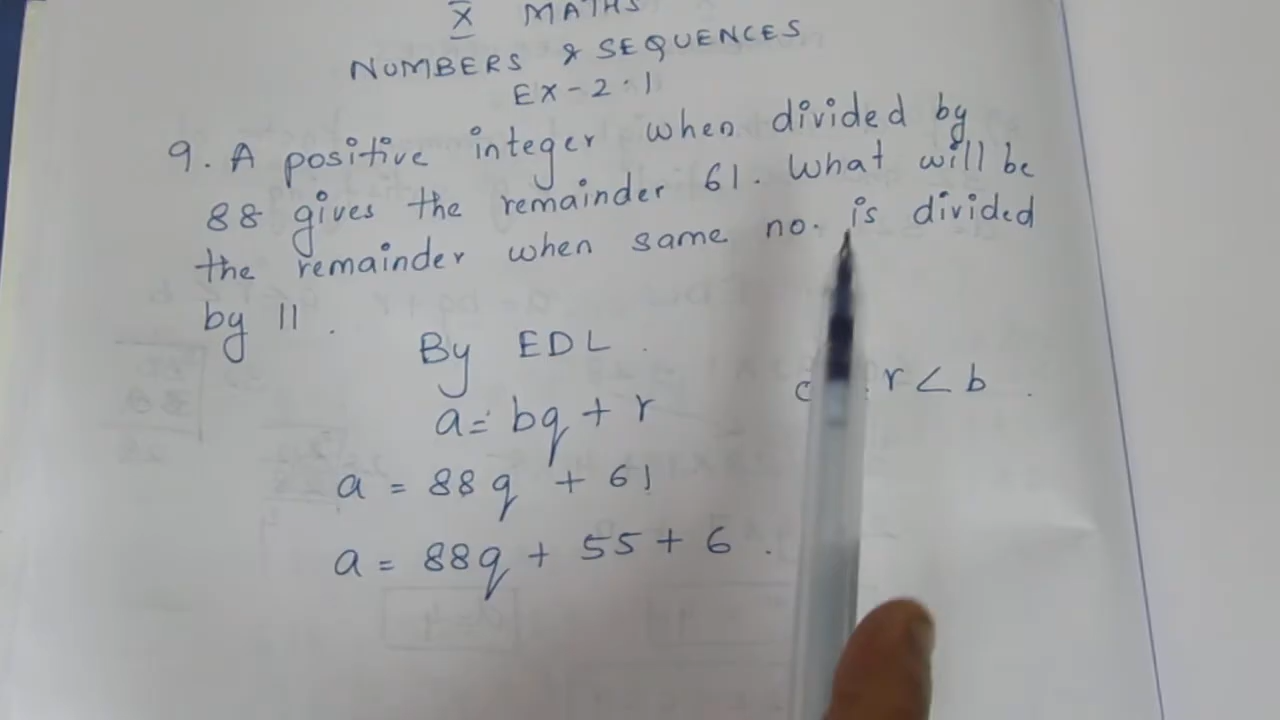 X MATHS
NUMBERS & SEQUENCES
EX-2.1
9. A positive integer when divided by
88 gives the remainder 61. What will be
the remainder when same no. is divided
by 11.
By EDL.
a = bq + r r < b.
a = 88q + 61
a = 88q + 55 + 6.